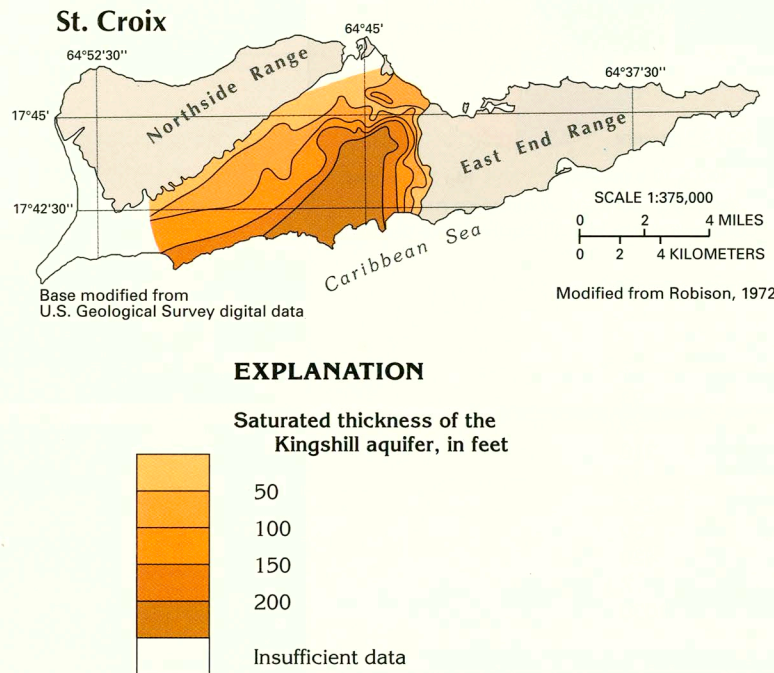 St. Croix
64°52'30"
64°45'
64°37'30"
17°45'
17°42'30"
Northside Range
East End Range
Caribbean Sea
SCALE 1:375,000
0 2 4 MILES
0 2 4 KILOMETERS
Base modified from
U.S. Geological Survey digital data
Modified from Robison, 1972
EXPLANATION
Saturated thickness of the
Kingshill aquifer, in feet
50
100
150
200
Insufficient data